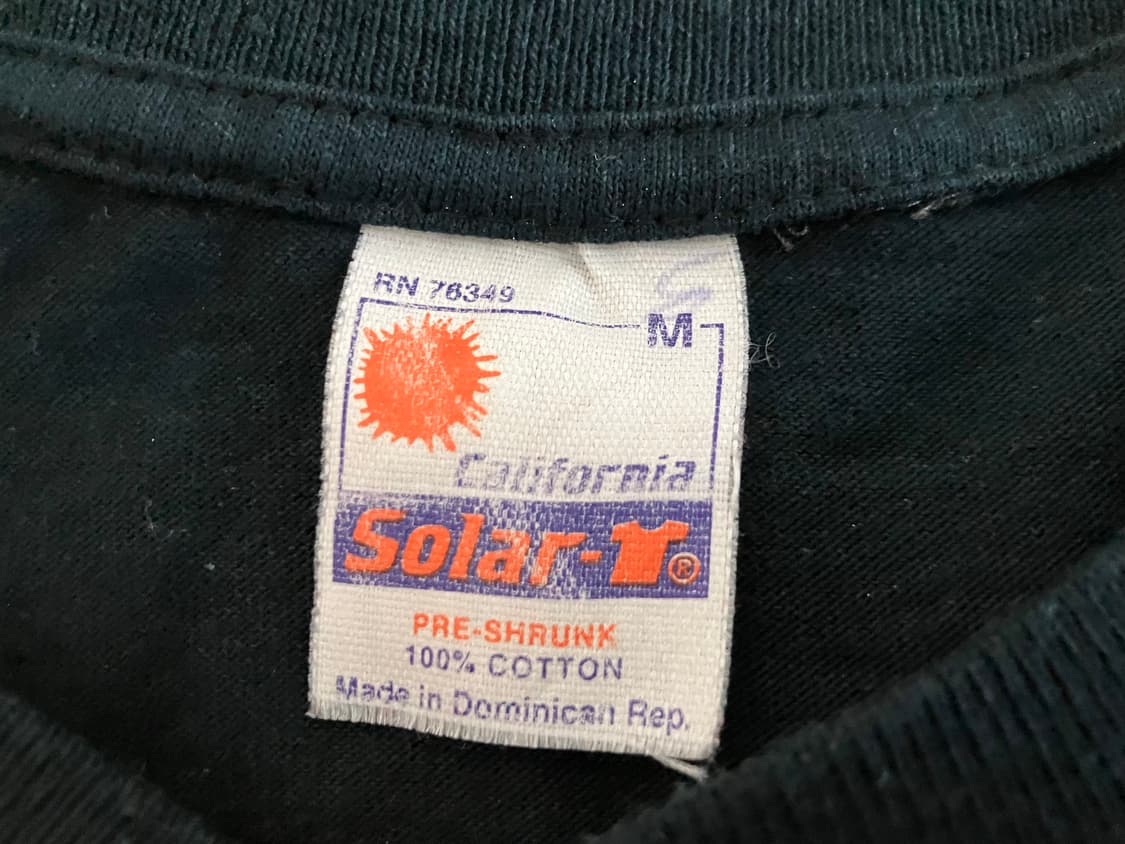 RN 76349
M
California
Solar-T®
PRE-SHRUNK
100% COTTON
Made in Dominican Rep.